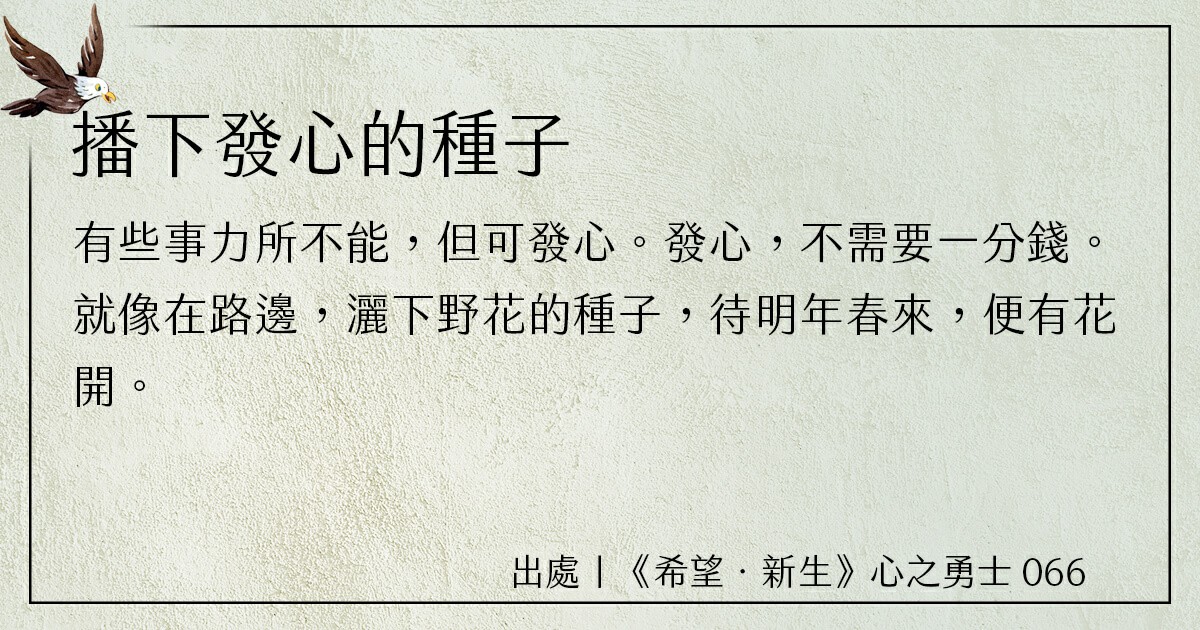 播下發心的種子
有些事力所不能，但可發心。發心，不需要一分錢。
就像在路邊，灑下野花的種子，待明年春來，便有花
開。
出處｜《希望．新生》心之勇士 066